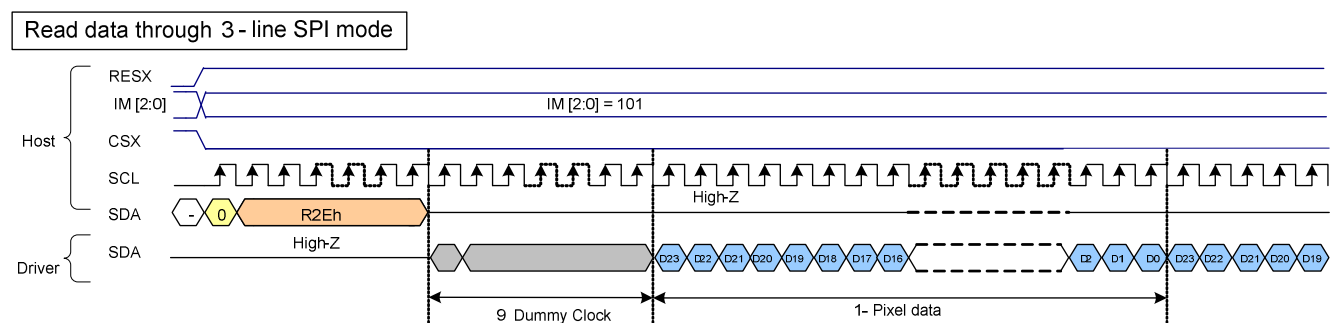 Read data through 3-line SPI mode
RESX
IM [2:0]
IM [2:0] = 101
Host
CSX
SCL
High-Z
SDA
- 0 R2Eh
High-Z
Driver
SDA
D23 D22 D21 D20 D19 D18 D17 D16 D2 D1 D0 D23 D22 D21 D20 D19
9 Dummy Clock
1- Pixel data